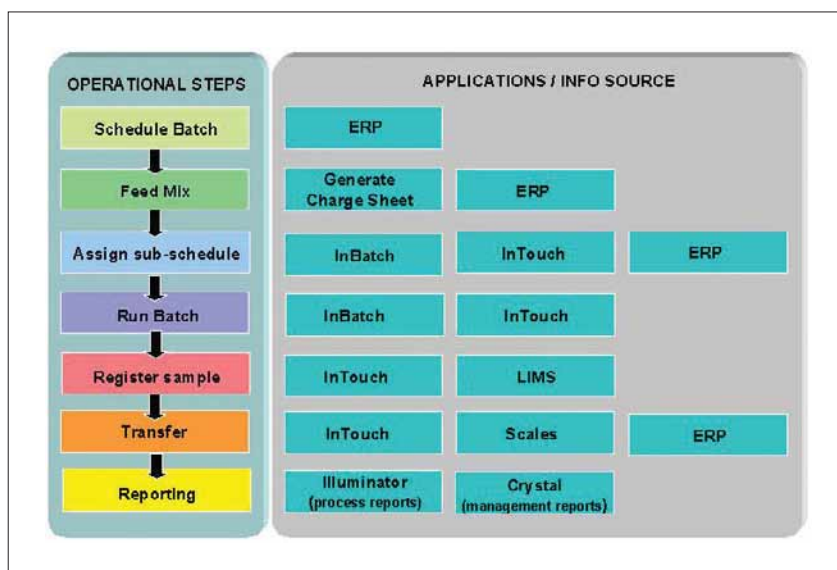 OPERATIONAL STEPS
APPLICATIONS / INFO SOURCE
Schedule Batch
ERP
Feed Mix
Generate
Charge Sheet
ERP
Assign sub-schedule
InBatch
InTouch
ERP
Run Batch
InBatch
InTouch
Register sample
InTouch
LIMS
Transfer
InTouch
Scales
ERP
Reporting
Illuminator
(process reports)
Crystal
(management reports)